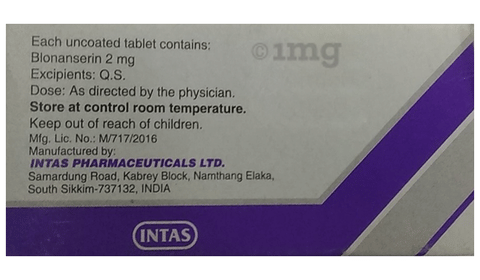 Each uncoated tablet contains:
Blonanserin 2 mg
Excipients: Q.S.
Dose: As directed by the physician.
Store at control room temperature.
Keep out of reach of children.
Mfg. Lic. No.: M/717/2016
Manufactured by:
INTAS PHARMACEUTICALS LTD.
Samardung Road, Kabrey Block, Namthang Elaka,
South Sikkim-737132, INDIA
INTAS
©1mg